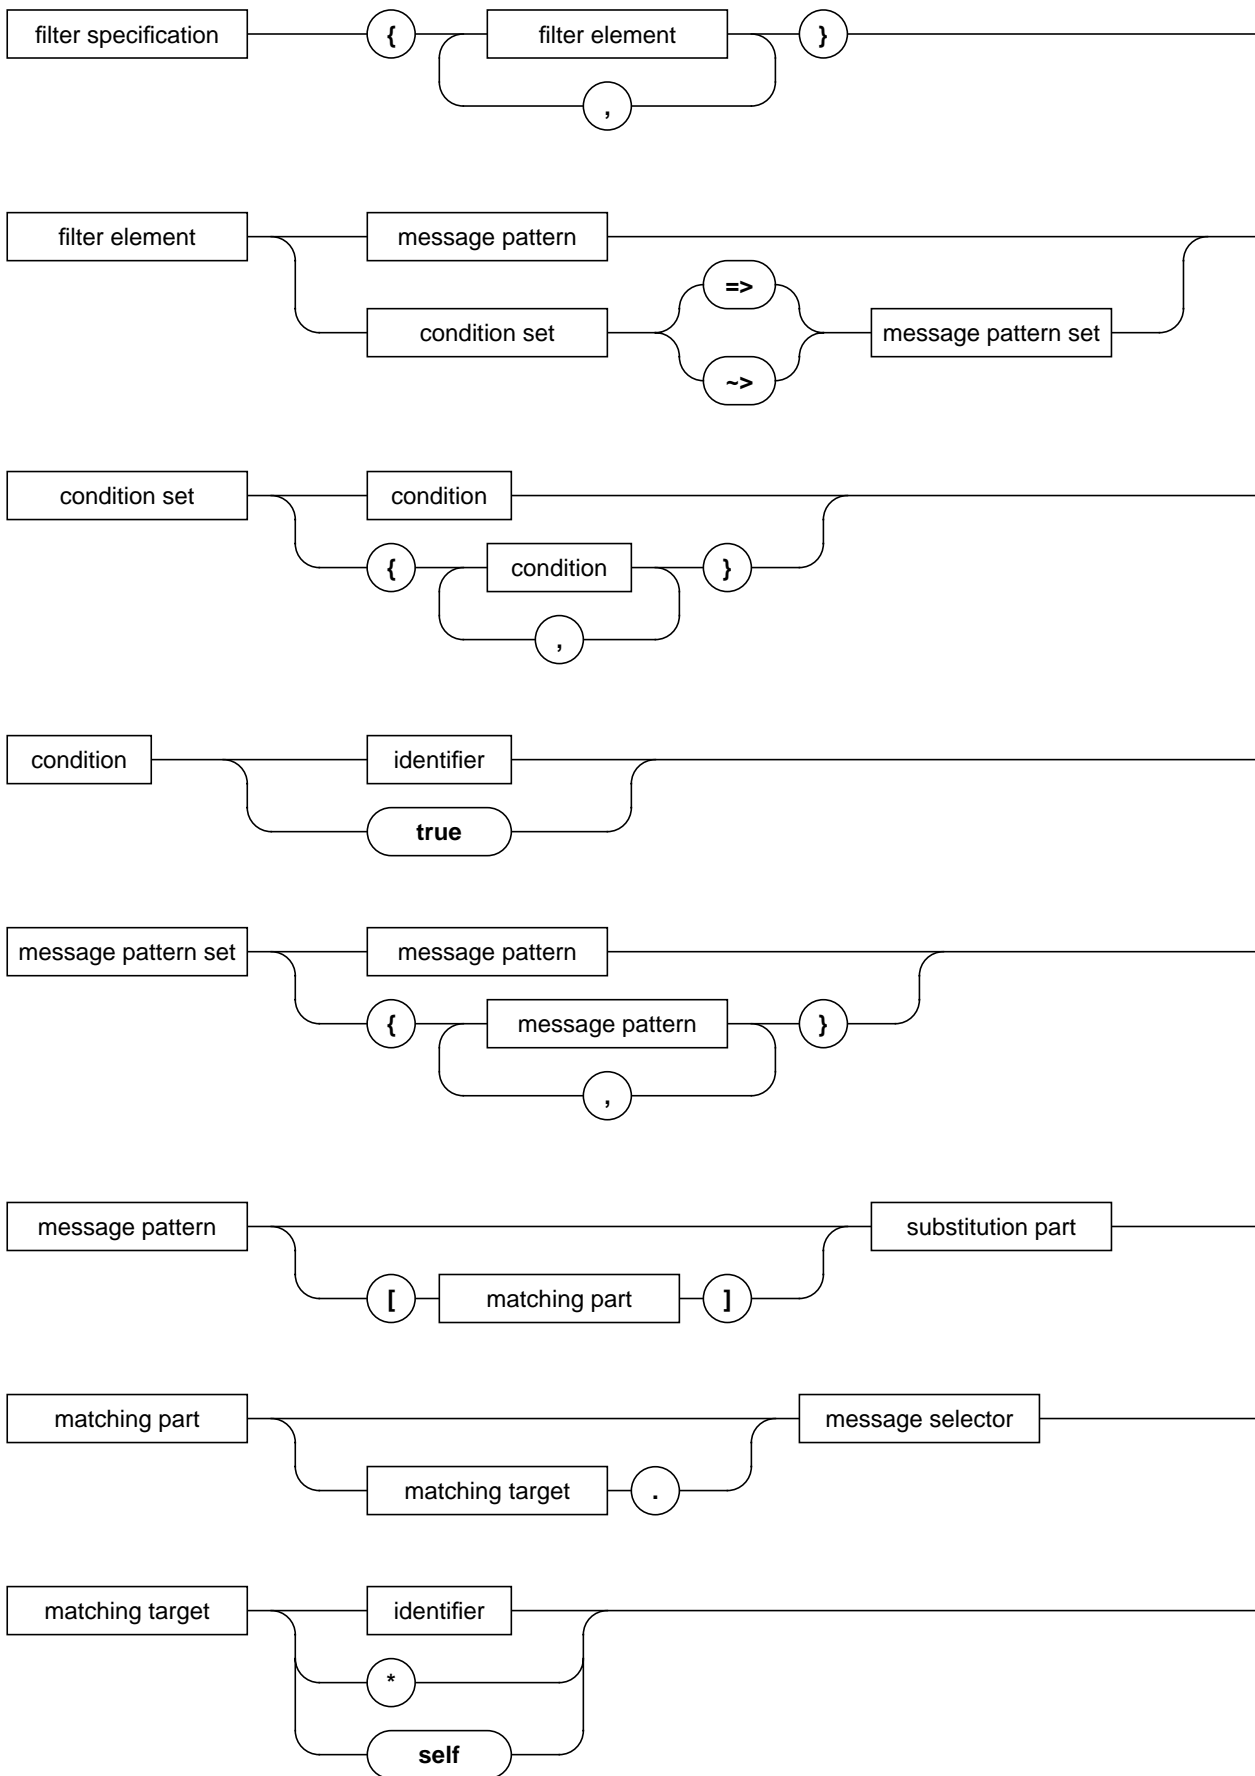 filter specification { filter element }
,
filter element message pattern
=>
condition set message pattern set
~>
condition set condition
{ condition }
,
condition identifier
true
message pattern set message pattern
{ message pattern }
,
message pattern substitution part
[ matching part ]
matching part message selector
matching target .
matching target identifier
*
self